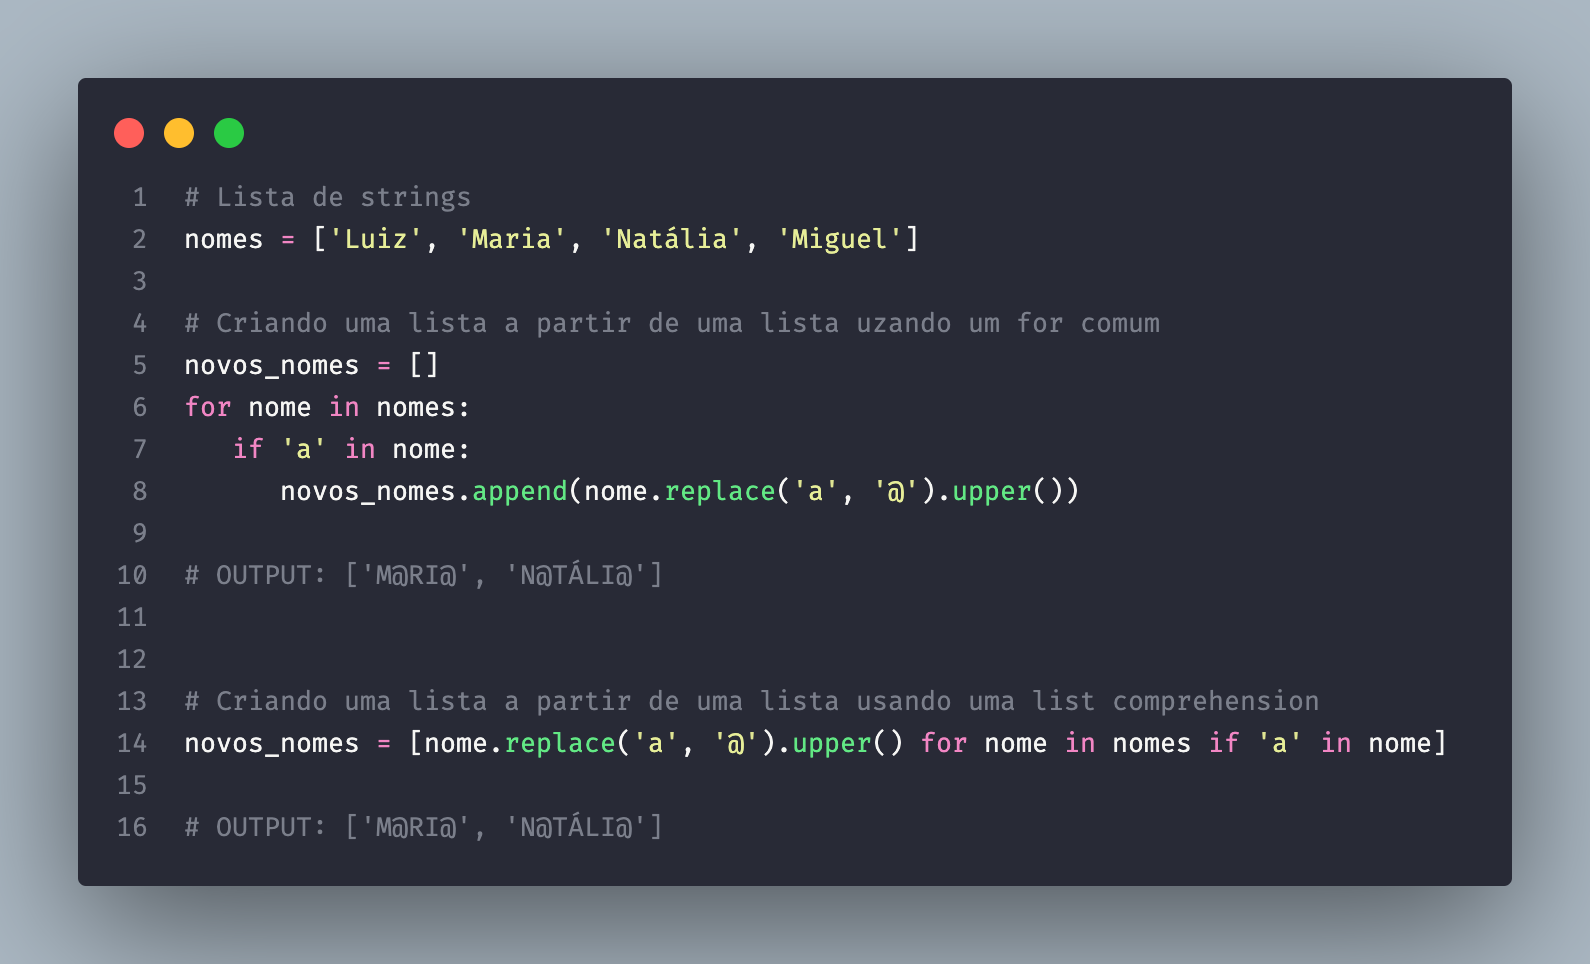 1 # Lista de strings
2 nomes = ['Luiz', 'Maria', 'Natália', 'Miguel']
3
4 # Criando uma lista a partir de uma lista uzando um for comum
5 novos_nomes = []
6 for nome in nomes:
7    if 'a' in nome:
8       novos_nomes.append(nome.replace('a', '@').upper())
9
10 # OUTPUT: ['M@RI@', 'N@TÁLI@']
11
12
13 # Criando uma lista a partir de uma lista usando uma list comprehension
14 novos_nomes = [nome.replace('a', '@').upper() for nome in nomes if 'a' in nome]
15
16 # OUTPUT: ['M@RI@', 'N@TÁLI@']